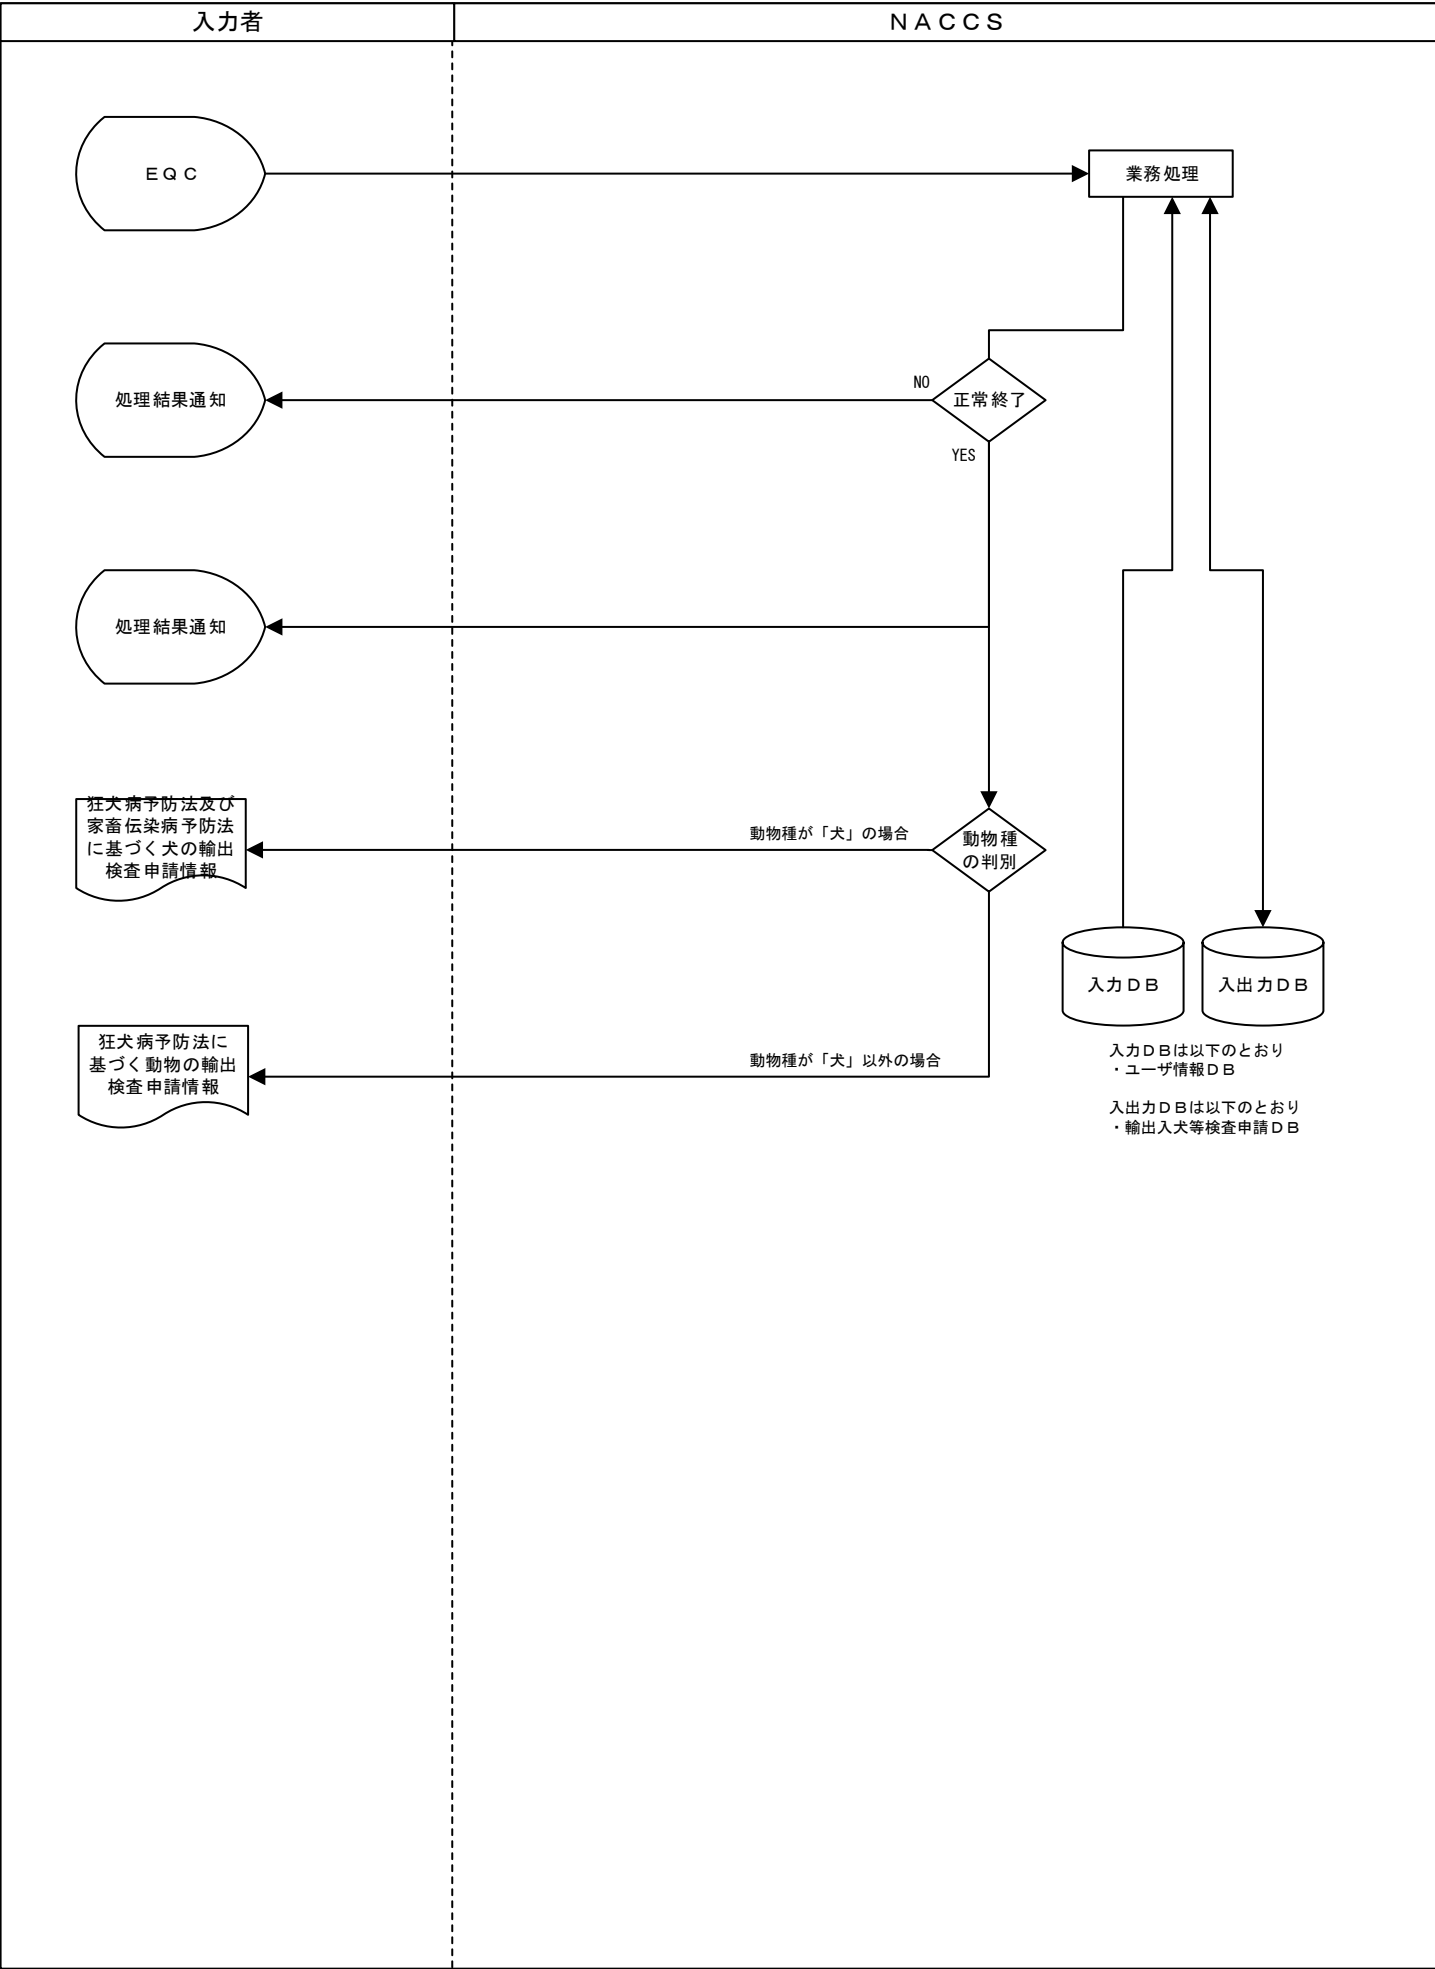 入力者
ＮＡＣＣＳ
ＥＱＣ
業務処理
NO
正常終了
処理結果通知
YES
処理結果通知
狂犬病予防法及び
家畜伝染病予防法
に基づく犬の輸出
検査申請情報
動物種が「犬」の場合
動物種
の判別
入力ＤＢ
入出力ＤＢ
狂犬病予防法に
基づく動物の輸出
検査申請情報
動物種が「犬」以外の場合
入力ＤＢは以下のとおり
・ユーザ情報ＤＢ
入出力ＤＢは以下のとおり
・輸出入犬等検査申請ＤＢ